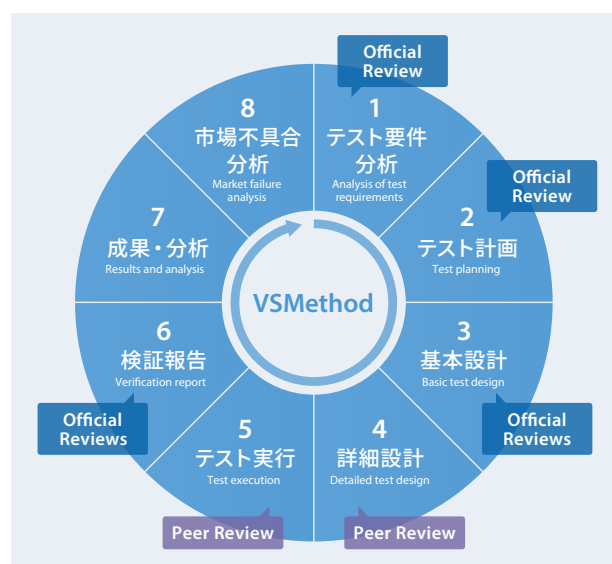 Official
Review
1
テスト要件
分析
Analysis of test
requirements
Official
Review
2
テスト計画
Test planning
3
基本設計
Basic test design
Official
Reviews
4
詳細設計
Detailed test design
Peer Review
5
テスト実行
Test execution
Peer Review
6
検証報告
Verification report
Official
Reviews
7
成果・分析
Results and analysis
8
市場不具合
分析
Market failure
analysis
VSMethod